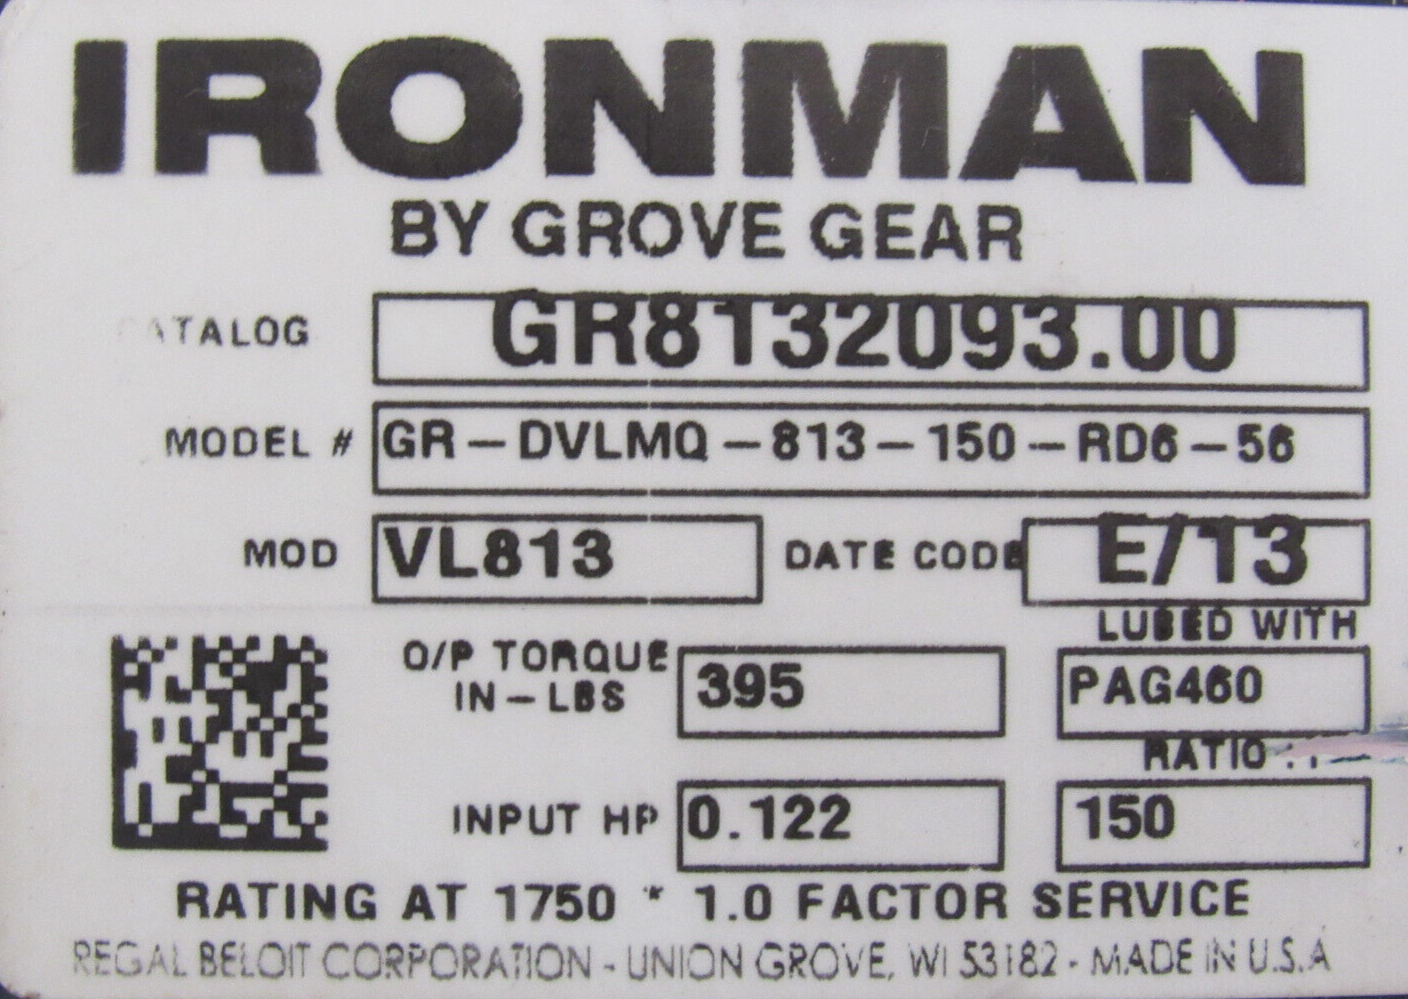 IRONMAN
BY GROVE GEAR
CATALOG GR8132093.00
MODEL # GR-DVLMQ-813-150-RD6-56
MOD VL813 DATE CODE E/13
LUBED WITH
O/P TORQUE
IN-LBS 395 PAG460
RATIO
INPUT HP 0.122 150
RATING AT 1750 * 1.0 FACTOR SERVICE
REGAL BELOIT CORPORATION - UNION GROVE, WI 53182 - MADE IN U.S.A